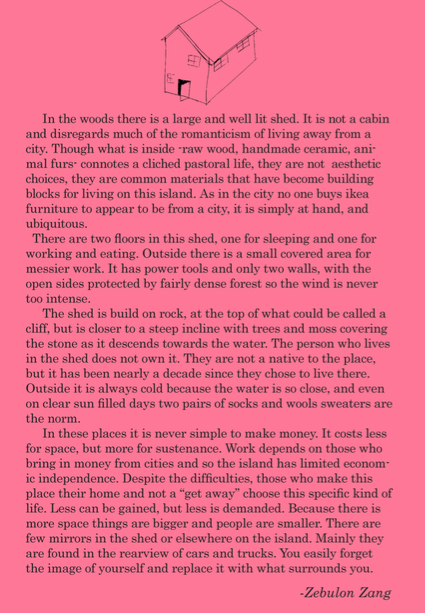 In the woods there is a large and well lit shed. It is not a cabin
and disregards much of the romanticism of living away from a
city. Though what is inside -raw wood, handmade ceramic, ani-
mal furs- connotes a cliched pastoral life, they are not  aesthetic
choices, they are common materials that have become building
blocks for living on this island. As in the city no one buys ikea
furniture to appear to be from a city, it is simply at hand, and
ubiquitous.
There are two floors in this shed, one for sleeping and one for
working and eating. Outside there is a small covered area for
messier work. It has power tools and only two walls, with the
open sides protected by fairly dense forest so the wind is never
too intense.
The shed is build on rock, at the top of what could be called a
cliff, but is closer to a steep incline with trees and moss covering
the stone as it descends towards the water. The person who lives
in the shed does not own it. They are not a native to the place,
but it has been nearly a decade since they chose to live there.
Outside it is always cold because the water is so close, and even
on clear sun filled days two pairs of socks and wools sweaters are
the norm.
In these places it is never simple to make money. It costs less
for space, but more for sustenance. Work depends on those who
bring in money from cities and so the island has limited econom-
ic independence. Despite the difficulties, those who make this
place their home and not a “get away” choose this specific kind of
life. Less can be gained, but less is demanded. Because there is
more space things are bigger and people are smaller. There are
few mirrors in the shed or elsewhere on the island. Mainly they
are found in the rearview of cars and trucks. You easily forget
the image of yourself and replace it with what surrounds you.
-Zebulon Zang